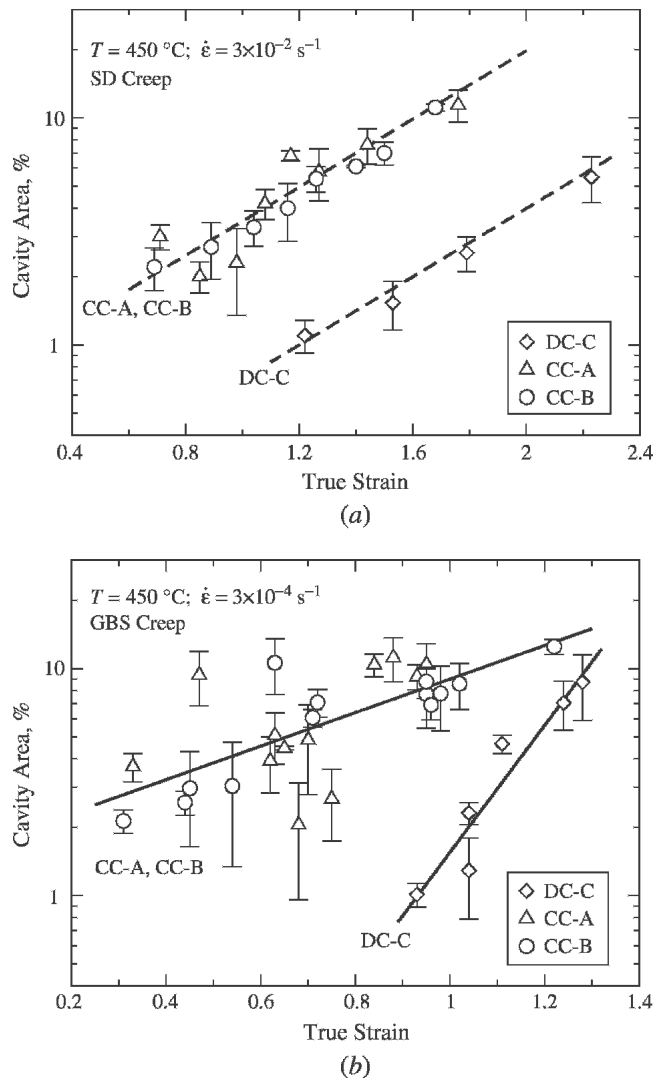 T = 450 °C; ε̇ = 3×10⁻² s⁻¹
SD Creep
10
1
Cavity Area, %
CC-A, CC-B
DC-C
DC-C
CC-A
CC-B
0.4 0.8 1.2 1.6 2 2.4
True Strain
(a)
T = 450 °C; ε̇ = 3×10⁻⁴ s⁻¹
GBS Creep
10
1
Cavity Area, %
CC-A, CC-B
DC-C
DC-C
CC-A
CC-B
0.2 0.4 0.6 0.8 1 1.2 1.4
True Strain
(b)